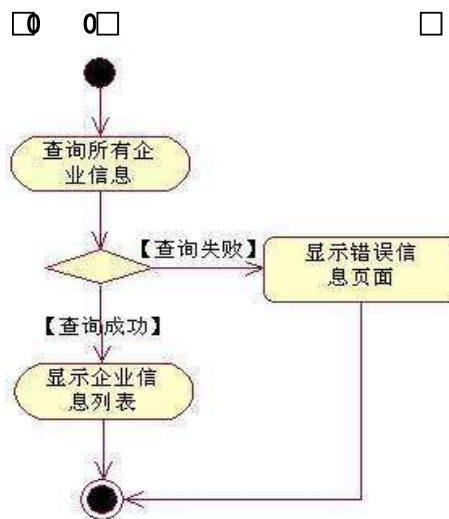 查询所有企
业信息
【查询失败】
显示错误信
息页面
【查询成功】
显示企业信
息列表